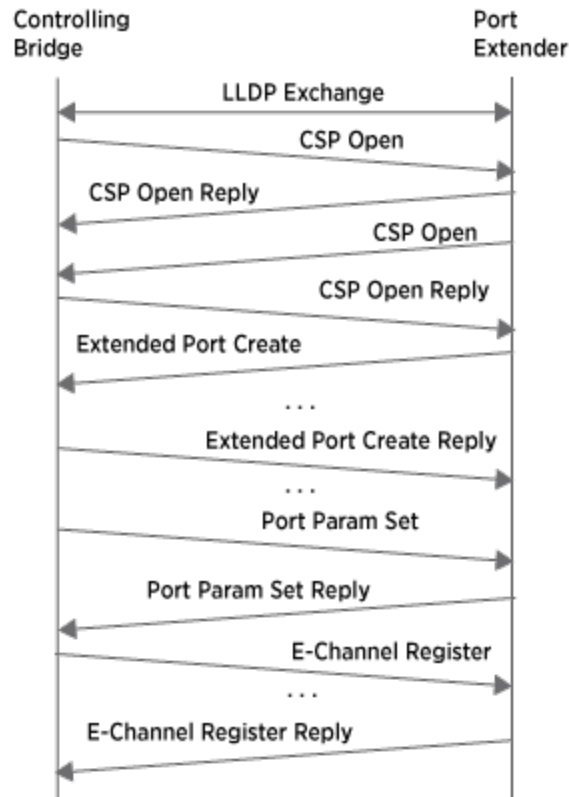 Controlling
Bridge
Port
Extender
LLDP Exchange
CSP Open
CSP Open Reply
CSP Open
CSP Open Reply
Extended Port Create
...
Extended Port Create Reply
...
Port Param Set
Port Param Set Reply
E-Channel Register
...
E-Channel Register Reply